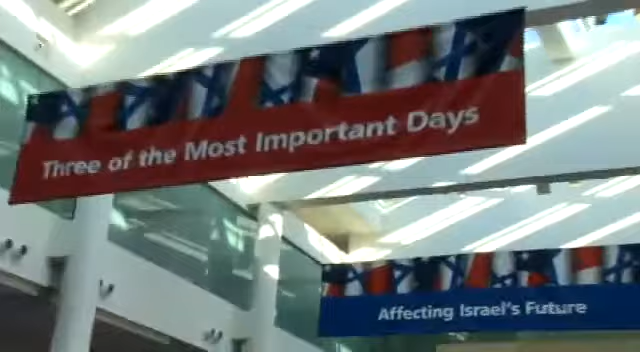 Three of the Most Important Days
Affecting Israel's Future